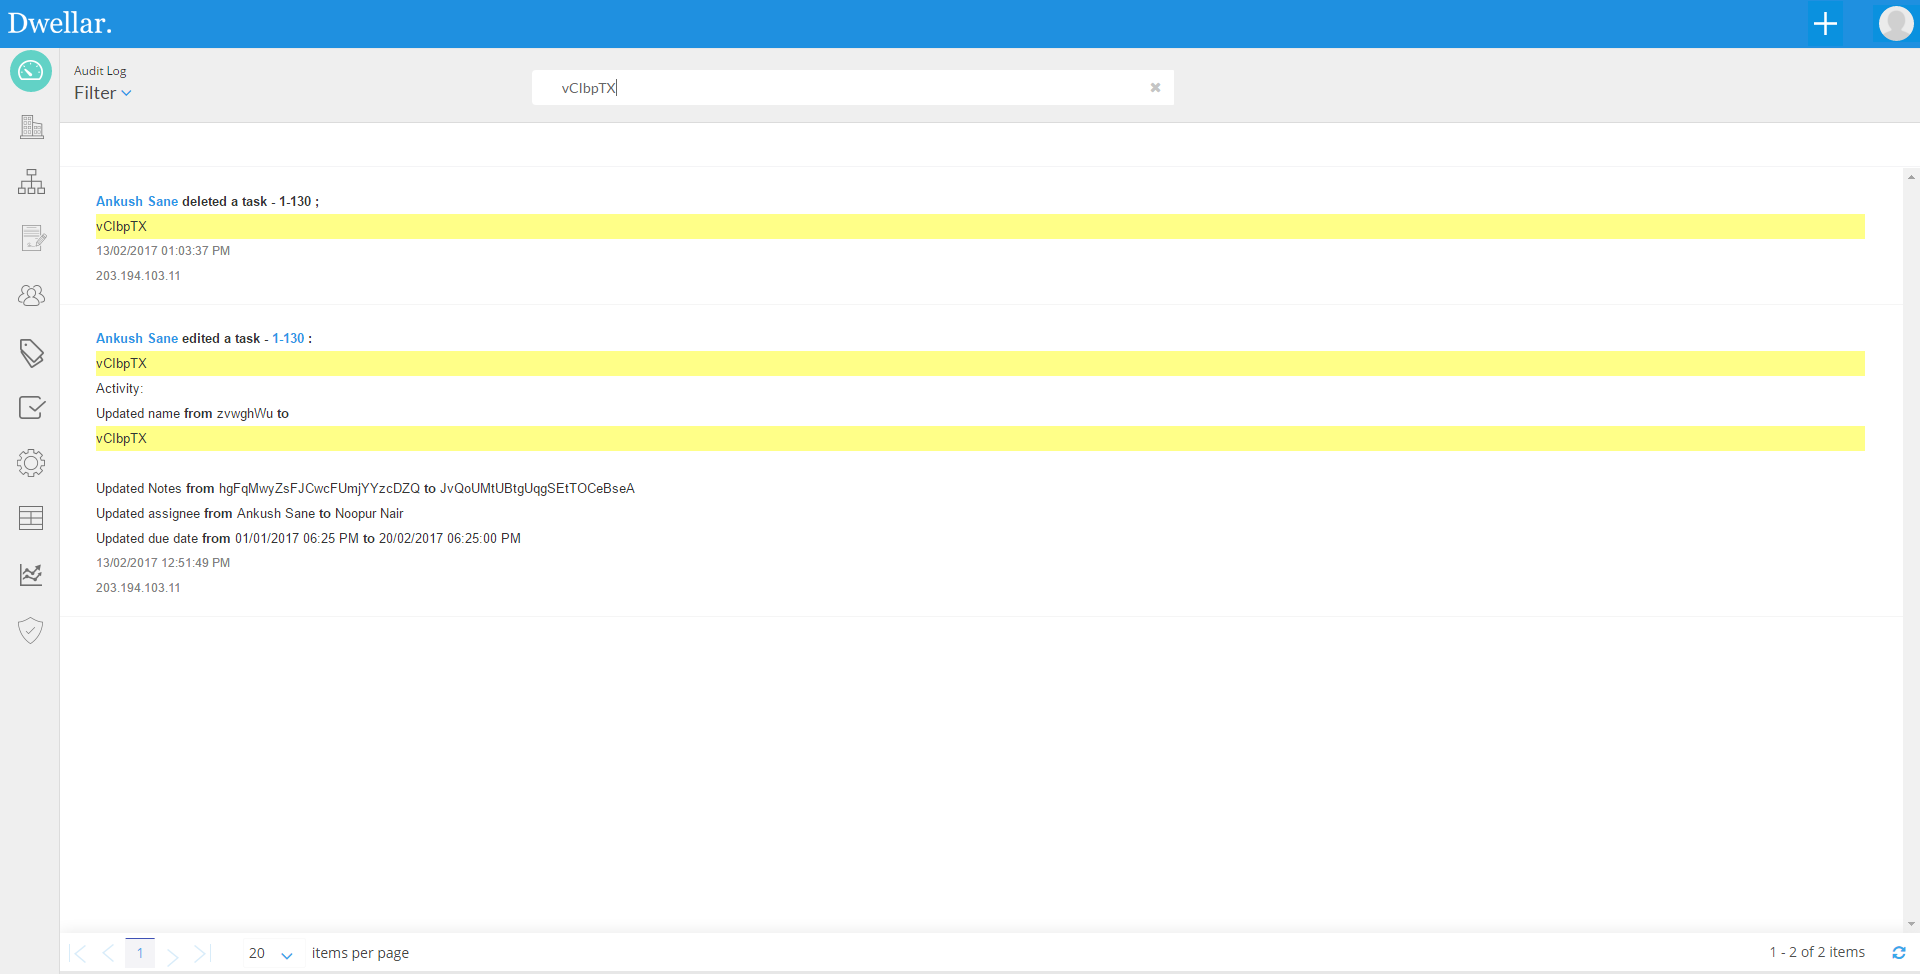 Dwellar.
Audit Log
Filter
vCIbpTX
Ankush Sane deleted a task - 1-130 ;
vCIbpTX
13/02/2017 01:03:37 PM
203.194.103.11
Ankush Sane edited a task - 1-130 :
vCIbpTX
Activity:
Updated name from zvwghWu to
vCIbpTX
Updated Notes from hgFqMwyZsFJCwcFUmjYYzcDZQ to JvQoUMtUBtgUqgSEtTOCeBseA
Updated assignee from Ankush Sane to Noopur Nair
Updated due date from 01/01/2017 06:25 PM to 20/02/2017 06:25:00 PM
13/02/2017 12:51:49 PM
203.194.103.11
1 20 items per page 1 - 2 of 2 items